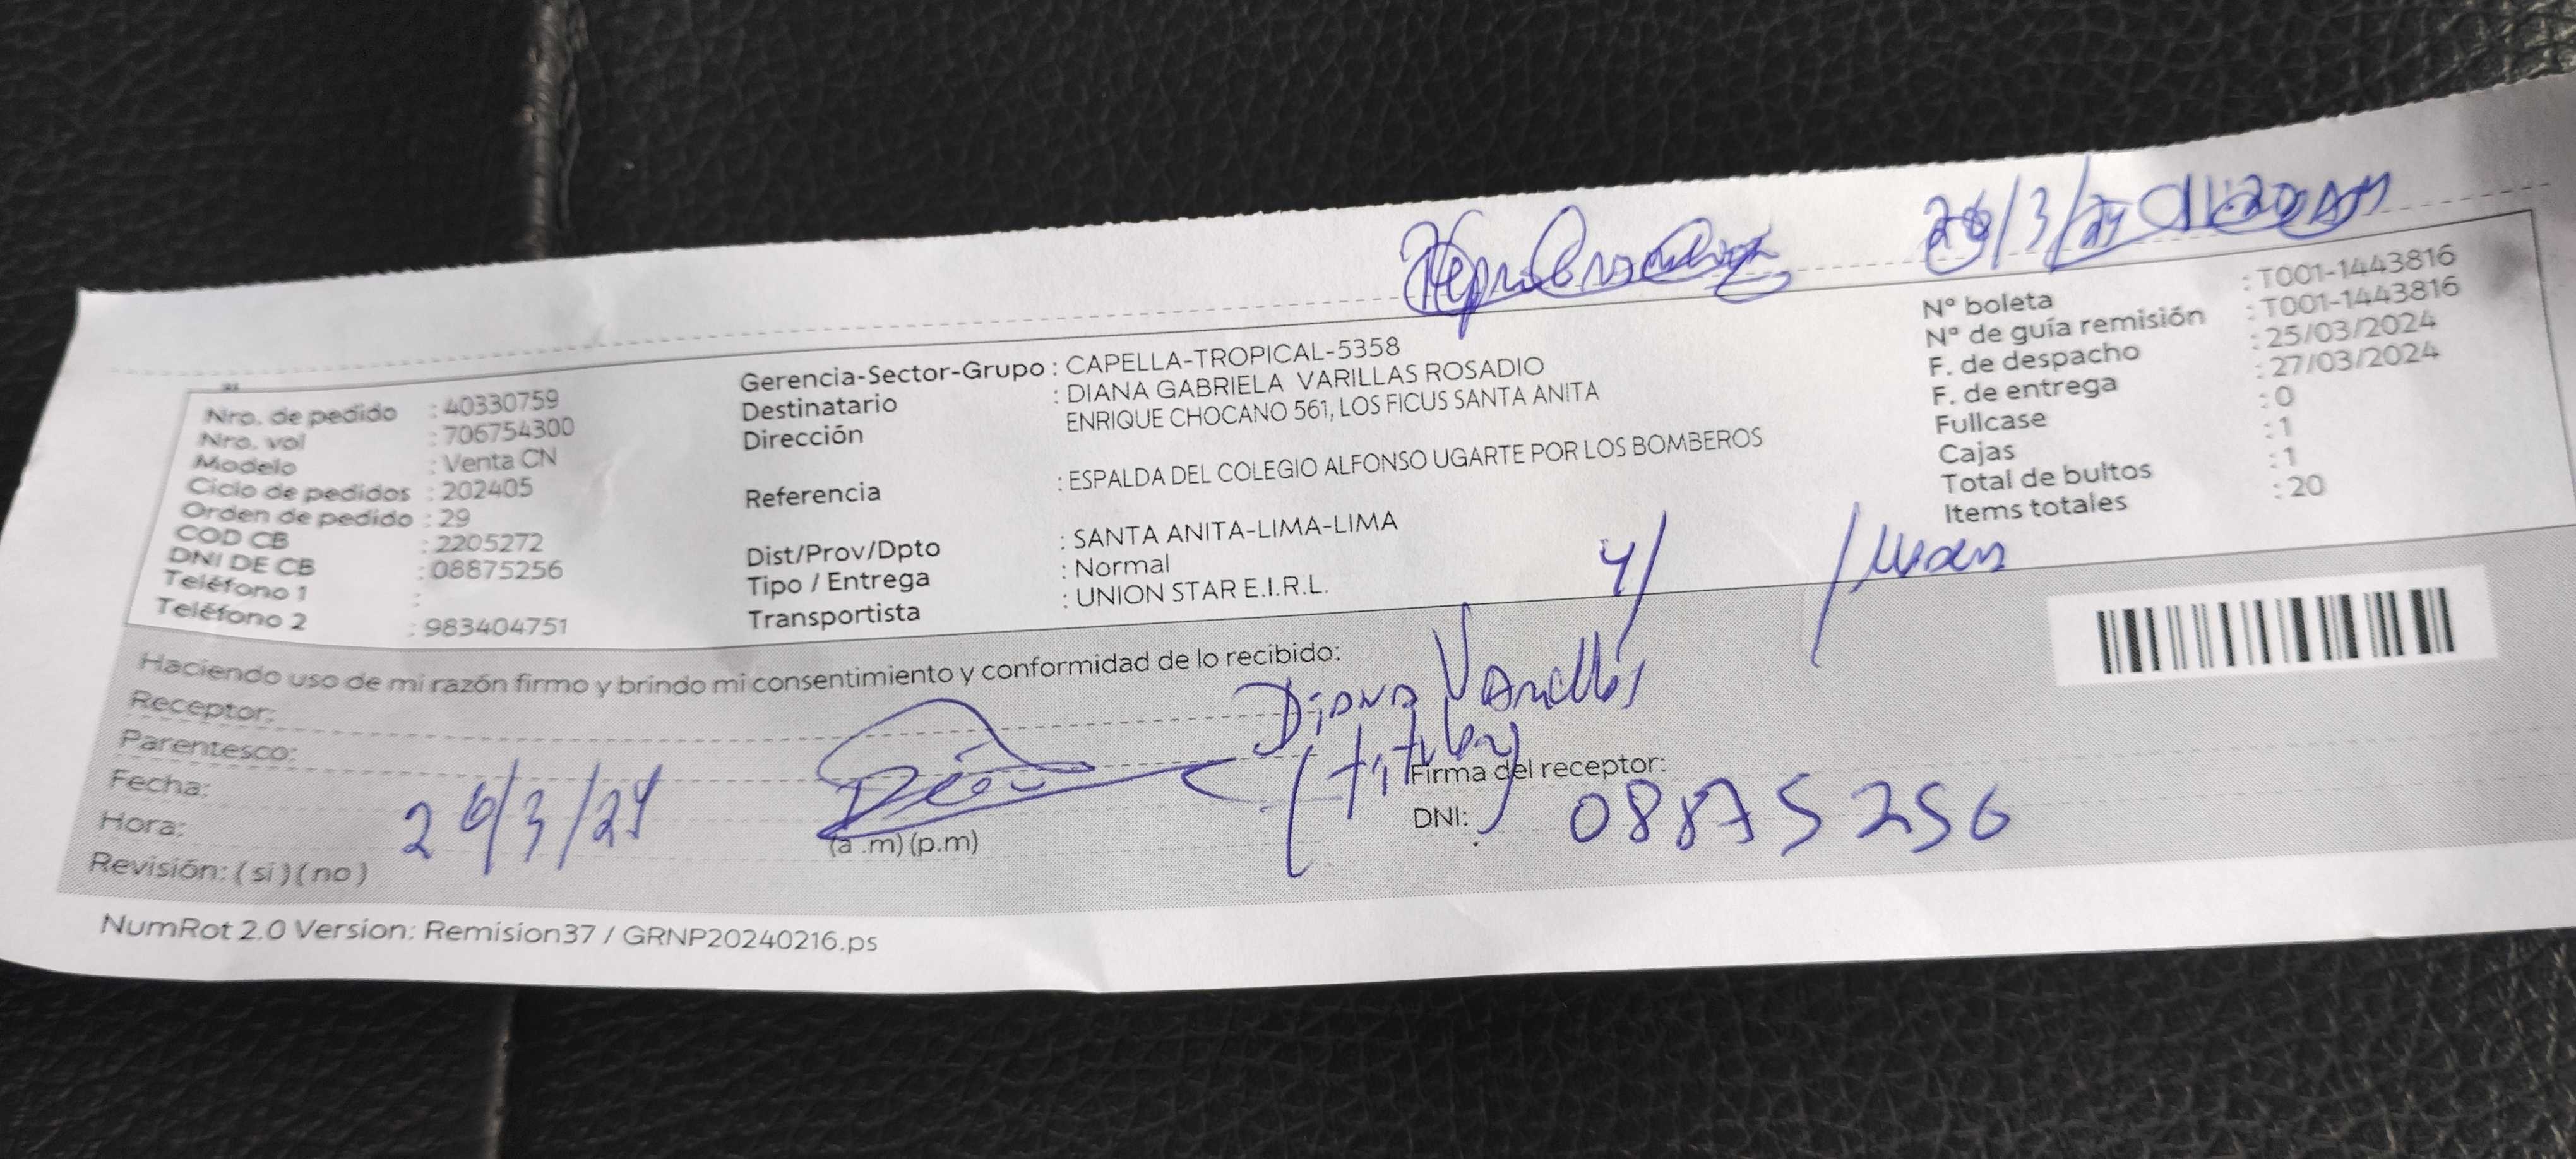 26/3/24 11:20 AM
Nro. de pedido : 40330759
Nro. vol : 706754300
Modelo : Venta CN
Ciclo de pedidos : 202405
Orden de pedido : 29
COD CB : 2205272
DNI DE CB : 08875256
Teléfono 1 :
Teléfono 2 : 983404751
Gerencia-Sector-Grupo : CAPELLA-TROPICAL-5358
Destinatario : DIANA GABRIELA VARILLAS ROSADIO
Dirección ENRIQUE CHOCANO 561, LOS FICUS SANTA ANITA
Referencia : ESPALDA DEL COLEGIO ALFONSO UGARTE POR LOS BOMBEROS
Dist/Prov/Dpto : SANTA ANITA-LIMA-LIMA
Tipo / Entrega : Normal
Transportista : UNION STAR E.I.R.L.
N° boleta : T001-1443816
N° de guía remisión : T001-1443816
F. de despacho : 25/03/2024
F. de entrega : 27/03/2024
Fullcase : 0
Cajas : 1
Total de bultos : 1
Items totales : 20
Haciendo uso de mi razón firmo y brindo mi consentimiento y conformidad de lo recibido:
Receptor:
Diana Varillas
Parentesco:
(titular)
Fecha:
26/3/24
Firma del receptor:
Hora: (a .m) (p.m)
DNI: 08875256
Revisión: ( si ) ( no )
NumRot 2.0 Version: Remision37 / GRNP20240216.ps